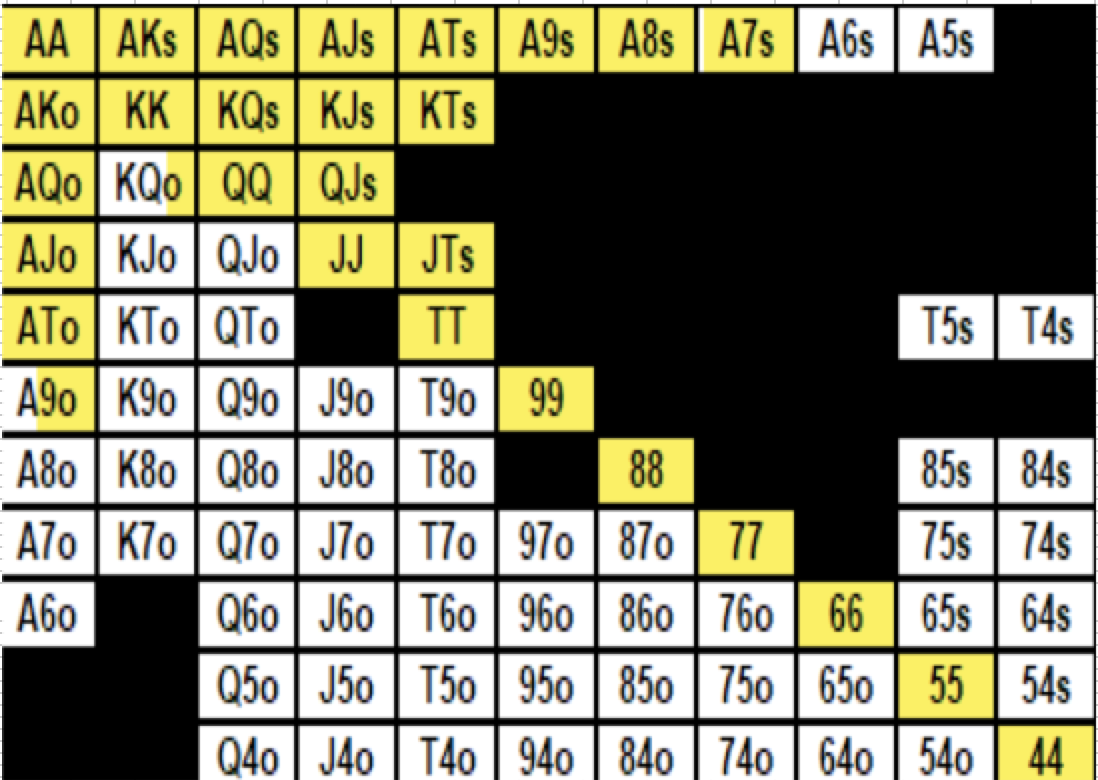 AA AKs AQs AJs ATs A9s A8s A7s A6s A5s
AKo KK KQs KJs KTs
AQo KQo QQ QJs
AJo KJo QJo JJ JTs
ATo KTo QTo TT T5s T4s
A9o K9o Q9o J9o T9o 99
A8o K8o Q8o J8o T8o 88 85s 84s
A7o K7o Q7o J7o T7o 97o 87o 77 75s 74s
A6o Q6o J6o T6o 96o 86o 76o 66 65s 64s
Q5o J5o T5o 95o 85o 75o 65o 55 54s
Q4o J4o T4o 94o 84o 74o 64o 54o 44